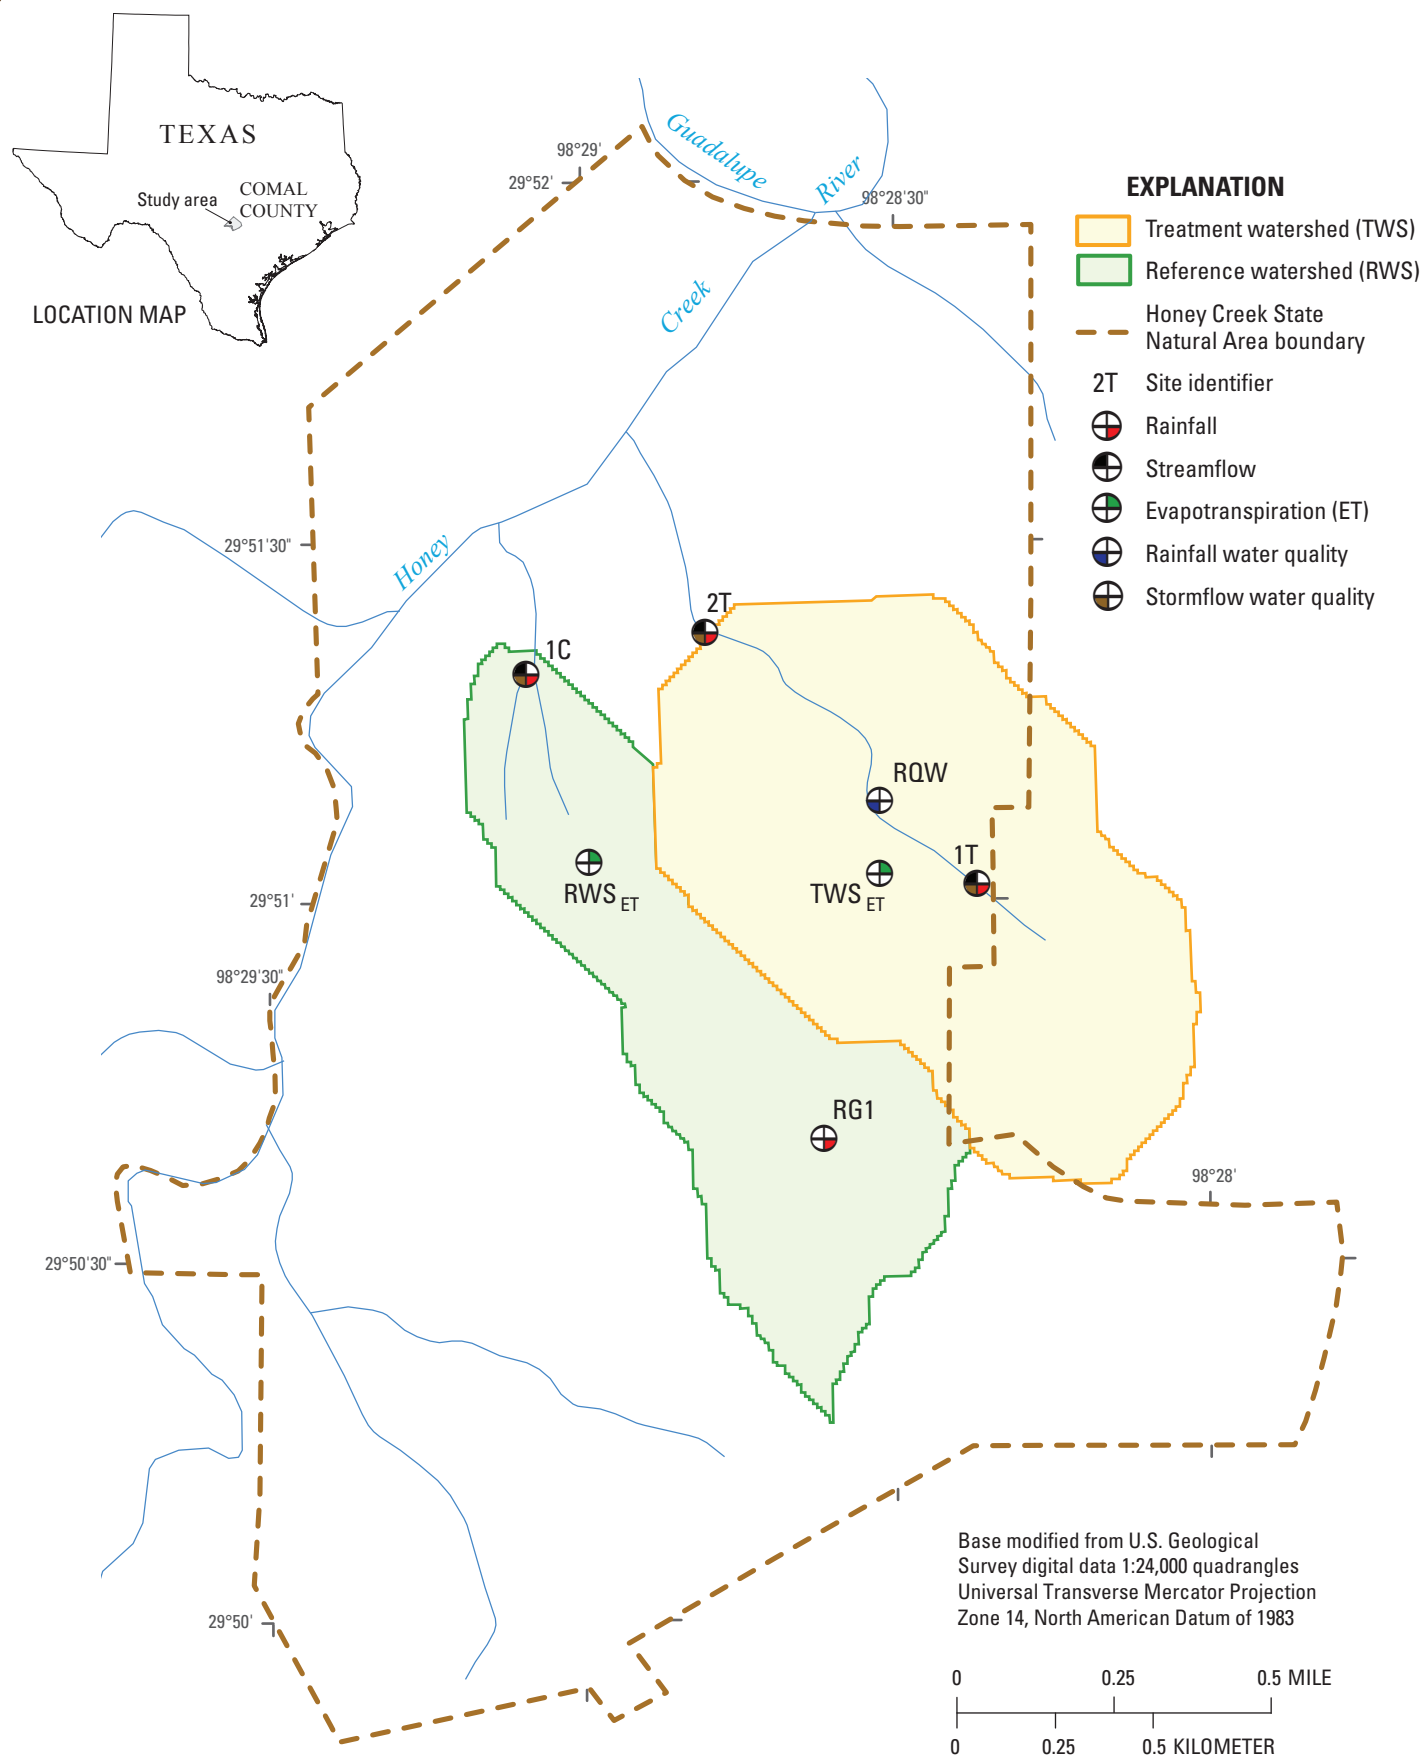 TEXAS
Study area
COMAL
COUNTY
LOCATION MAP
98°29'
29°52'
Guadalupe
River
98°28'30"
Creek
Honey
29°51'30"
2T
1C
RQW
1T
RWS ET
TWS ET
29°51'
98°29'30"
RG1
98°28'
29°50'30"
29°50'
EXPLANATION
Treatment watershed (TWS)
Reference watershed (RWS)
Honey Creek State
Natural Area boundary
2T Site identifier
Rainfall
Streamflow
Evapotranspiration (ET)
Rainfall water quality
Stormflow water quality
Base modified from U.S. Geological
Survey digital data 1:24,000 quadrangles
Universal Transverse Mercator Projection
Zone 14, North American Datum of 1983
0 0.25 0.5 MILE
0 0.25 0.5 KILOMETER